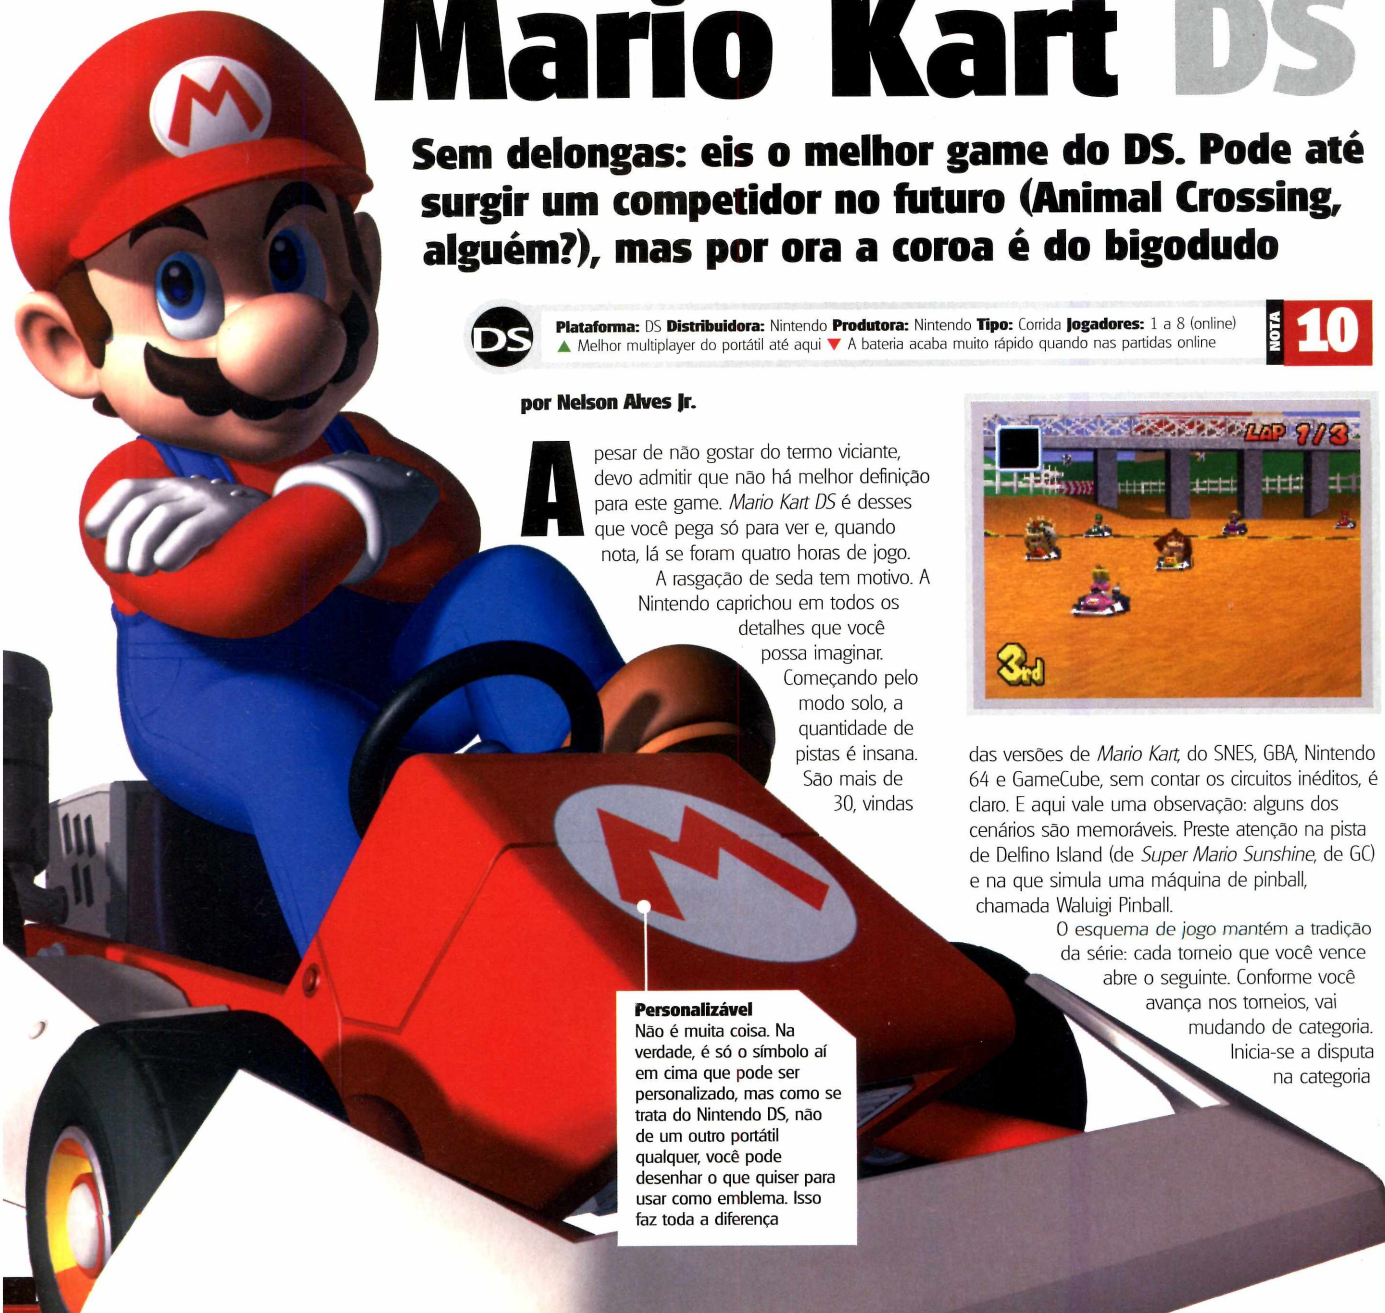 Mario Kart DS
Sem delongas: eis o melhor game do DS. Pode até
surgir um competidor no futuro (Animal Crossing,
alguém?), mas por ora a coroa é do bigodudo
DS
Plataforma: DS Distribuidora: Nintendo Produtora: Nintendo Tipo: Corrida Jogadores: 1 a 8 (online)
▲ Melhor multiplayer do portátil até aqui ▼ A bateria acaba muito rápido quando nas partidas online
NOTA
10
M
por Nelson Alves Jr.
Apesar de não gostar do termo viciante,
devo admitir que não há melhor definição
para este game. Mario Kart DS é desses
que você pega só para ver e, quando
nota, lá se foram quatro horas de jogo.
A rasgação de seda tem motivo. A
Nintendo caprichou em todos os
detalhes que você
possa imaginar.
Começando pelo
modo solo, a
quantidade de
pistas é insana.
São mais de
30, vindas
LAP 1/3
3rd
das versões de Mario Kart, do SNES, GBA, Nintendo
64 e GameCube, sem contar os circuitos inéditos, é
claro. E aqui vale uma observação: alguns dos
cenários são memoráveis. Preste atenção na pista
de Delfino Island (de Super Mario Sunshine, de GC)
e na que simula uma máquina de pinball,
chamada Waluigi Pinball.
O esquema de jogo mantém a tradição
da série: cada torneio que você vence
abre o seguinte. Conforme você
avança nos torneios, vai
mudando de categoria.
Inicia-se a disputa
na categoria
M
Personalizável
Não é muita coisa. Na
verdade, é só o símbolo aí
em cima que pode ser
personalizado, mas como se
trata do Nintendo DS, não
de um outro portátil
qualquer, você pode
desenhar o que quiser para
usar como emblema. Isso
faz toda a diferença